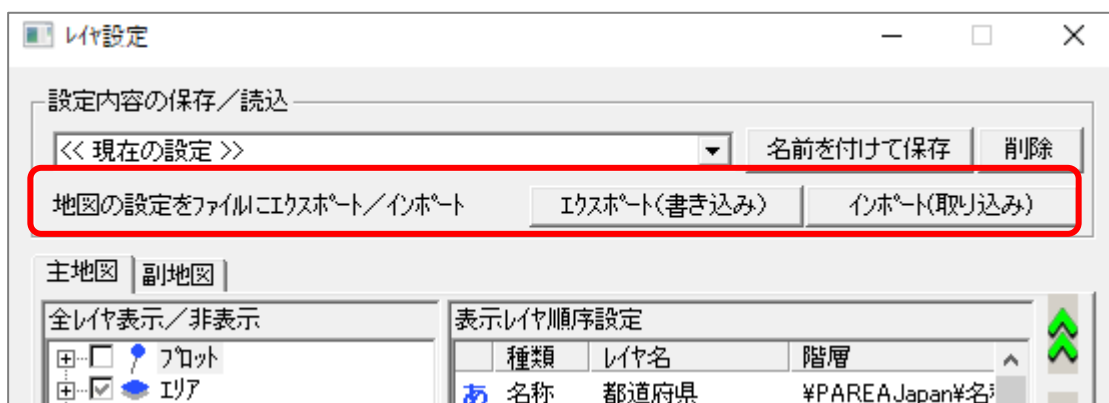 ﾚｲﾔ設定
設定内容の保存／読込
<< 現在の設定 >>
名前を付けて保存
削除
地図の設定をﾌｧｲﾙにｴｸｽﾎﾟｰﾄ／ｲﾝﾎﾟｰﾄ
ｴｸｽﾎﾟｰﾄ(書き込み)
ｲﾝﾎﾟｰﾄ(取り込み)
主地図
副地図
全ﾚｲﾔ表示／非表示
ﾌﾟﾛｯﾄ
ｴﾘｱ
表示ﾚｲﾔ順序設定
種類 ﾚｲﾔ名 階層
あ 名称 都道府県 ¥PAREAJapan¥名